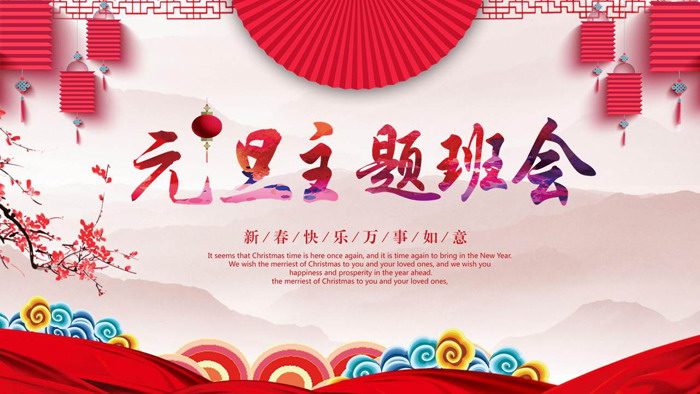 元旦主题班会
新/春/快/乐/万/事/如/意
It seems that Christmas time is here once again, and it is time again to bring in the New Year.
We wish the merriest of Christmas to you and your loved ones, and we wish you
happiness and prosperity in the year ahead.
the merriest of Christmas to you and your loved ones,